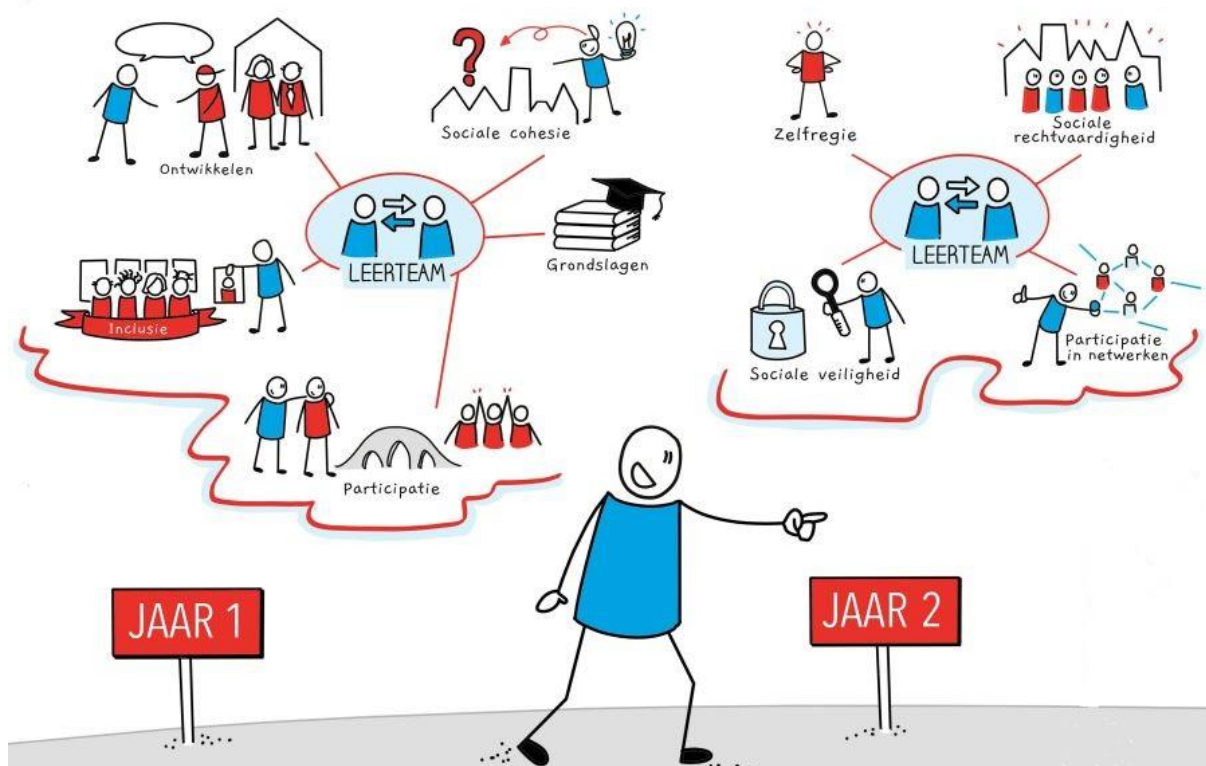 Ontwikkelen
Sociale cohesie
LEERTEAM
Grondslagen
Inclusie
Participatie
Zelfregie
Sociale
rechtvaardigheid
LEERTEAM
Sociale veiligheid
Participatie
in netwerken
JAAR 1
JAAR 2